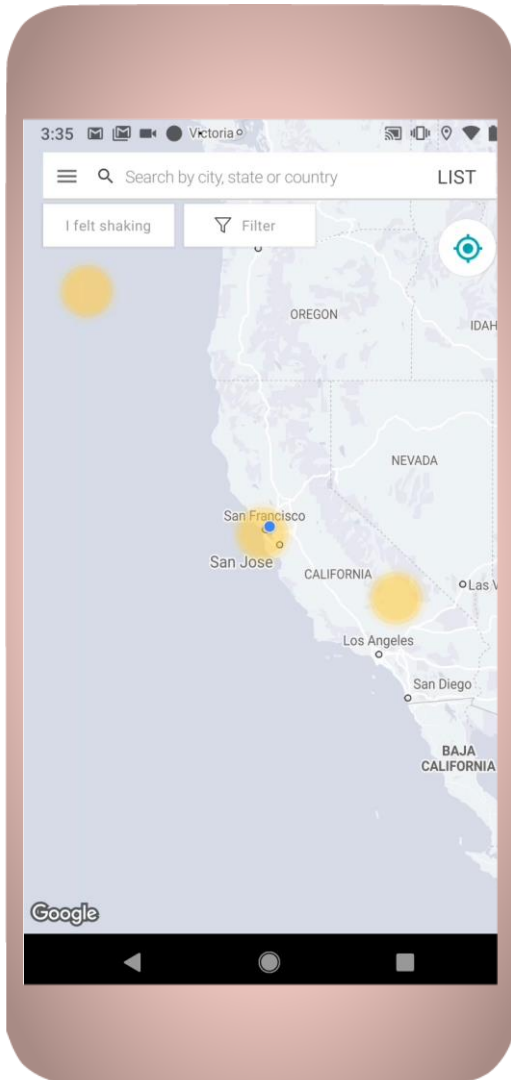 3:35
Victoria
Search by city, state or country
LIST
I felt shaking
Filter
OREGON
IDAH
NEVADA
San Francisco
San Jose
CALIFORNIA
Las V
Los Angeles
San Diego
BAJA
CALIFORNIA
Google